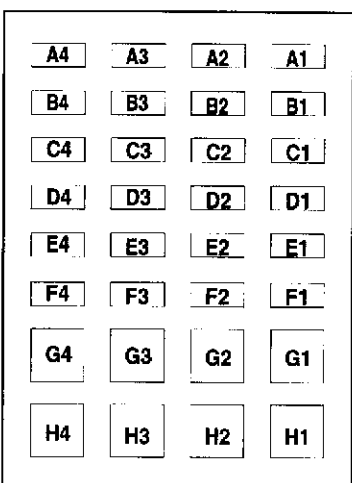 A4 A3 A2 A1
B4 B3 B2 B1
C4 C3 C2 C1
D4 D3 D2 D1
E4 E3 E2 E1
F4 F3 F2 F1
G4 G3 G2 G1
H4 H3 H2 H1